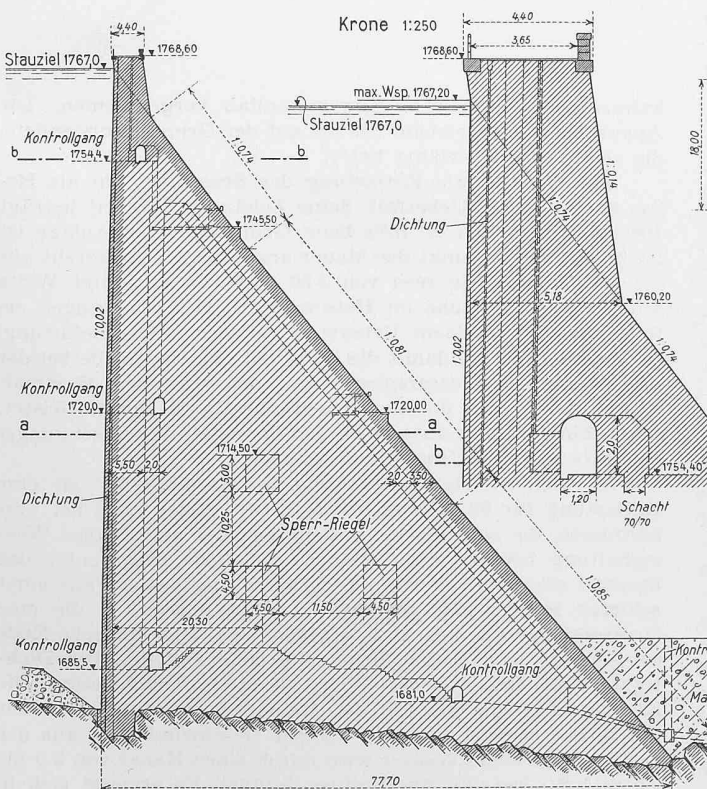 Krone 1:250
4,40
4,40
3,65
1768,60
1768,60
Stauziel 1767,0
max.Wsp. 1767,20
Stauziel 1767,0
Kontrollgang
1754,4
b
b
1:0,74
1:0,74
1:0,14
18,00
Dichtung
1745,50
5,18
1760,20
1:0,02
1:0,02
1:0,81
1:0,74
Kontrollgang
1720,0
1720,00
a
a
b
2,0
1754,40
1,20
Schacht
70/70
1714,50
5,50
2,0
2,0
3,50
5,00
Dichtung
Sperr-Riegel
10,25
4,50
4,50
11,50
4,50
1:0,85
20,30
Kontrollgang
1685,5
Kontrollgang
1681,0
Kontr
Ma
77,70